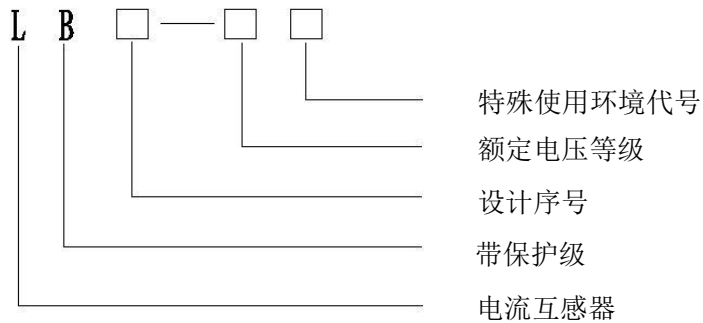 L B □ — □ □
特殊使用环境代号
额定电压等级
设计序号
带保护级
电流互感器